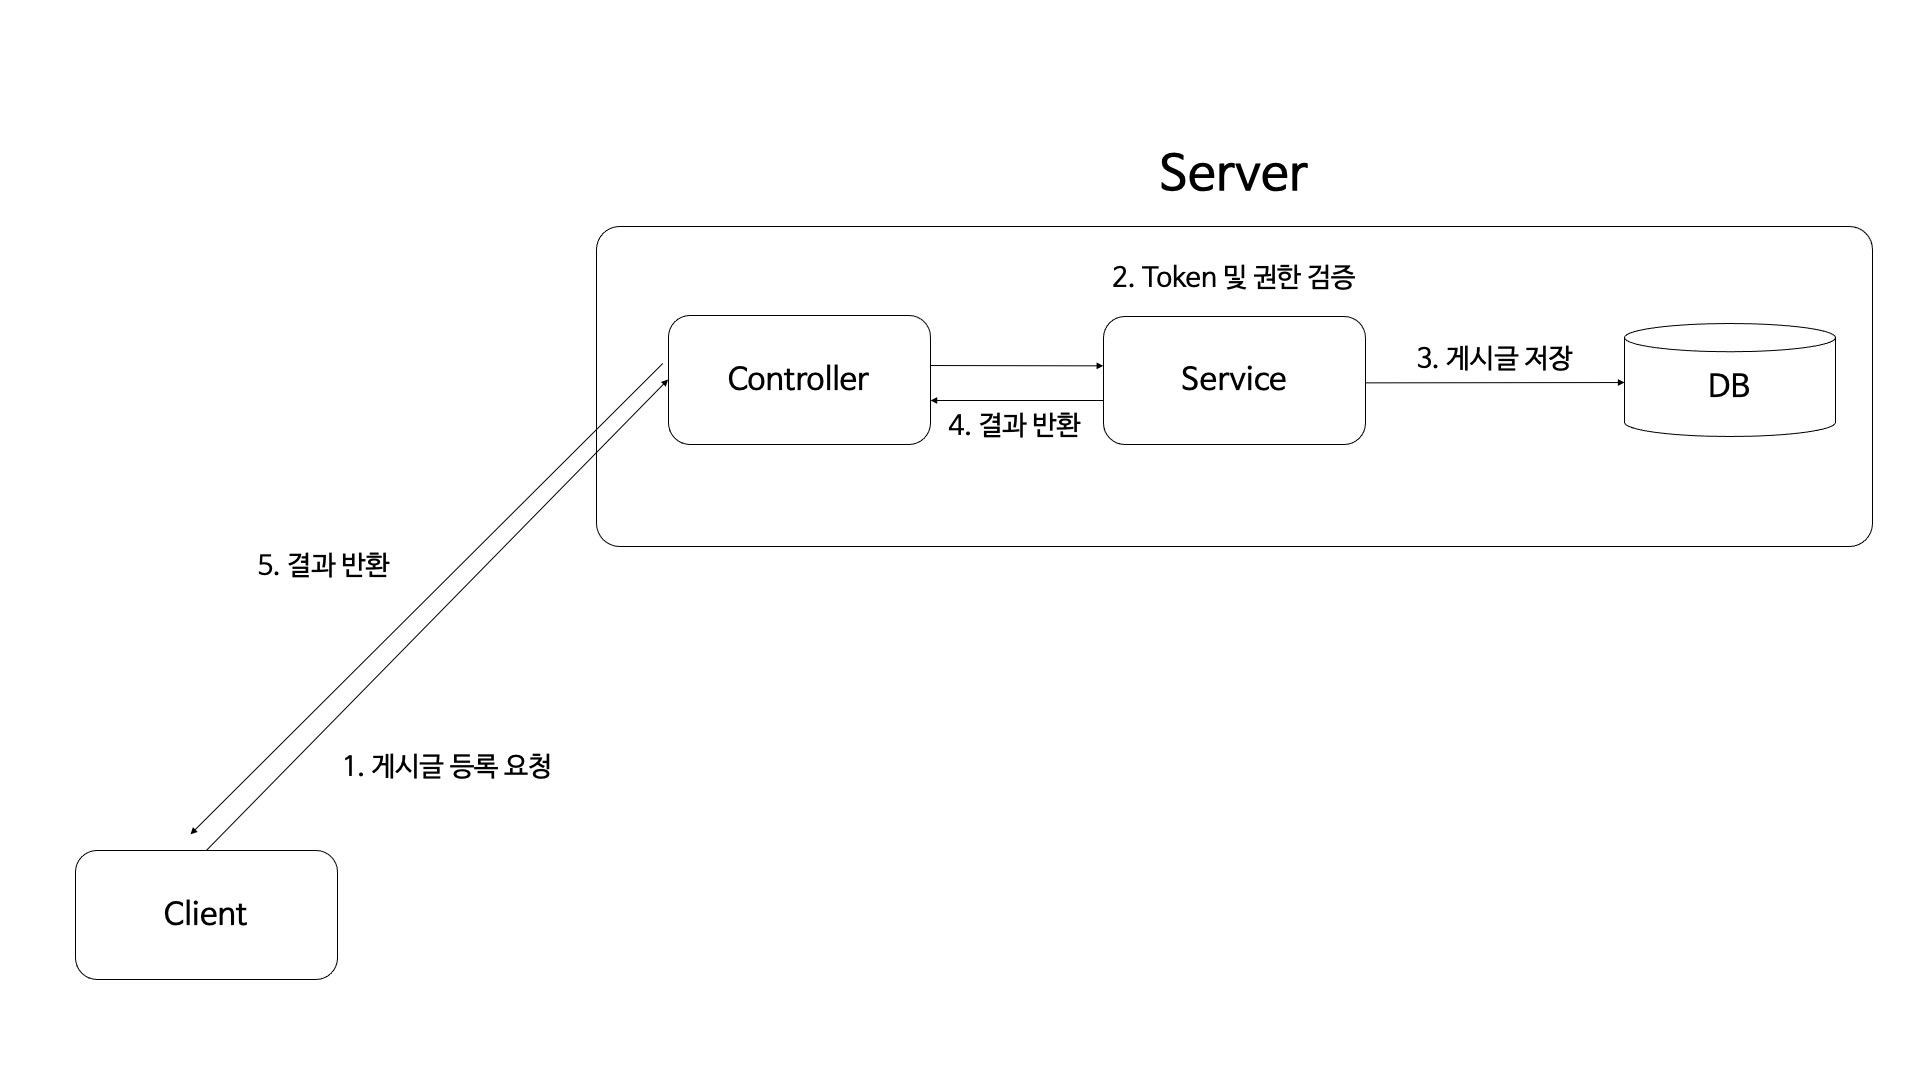 Server
2. Token 및 권한 검증
Controller
Service
3. 게시글 저장
DB
4. 결과 반환
5. 결과 반환
1. 게시글 등록 요청
Client